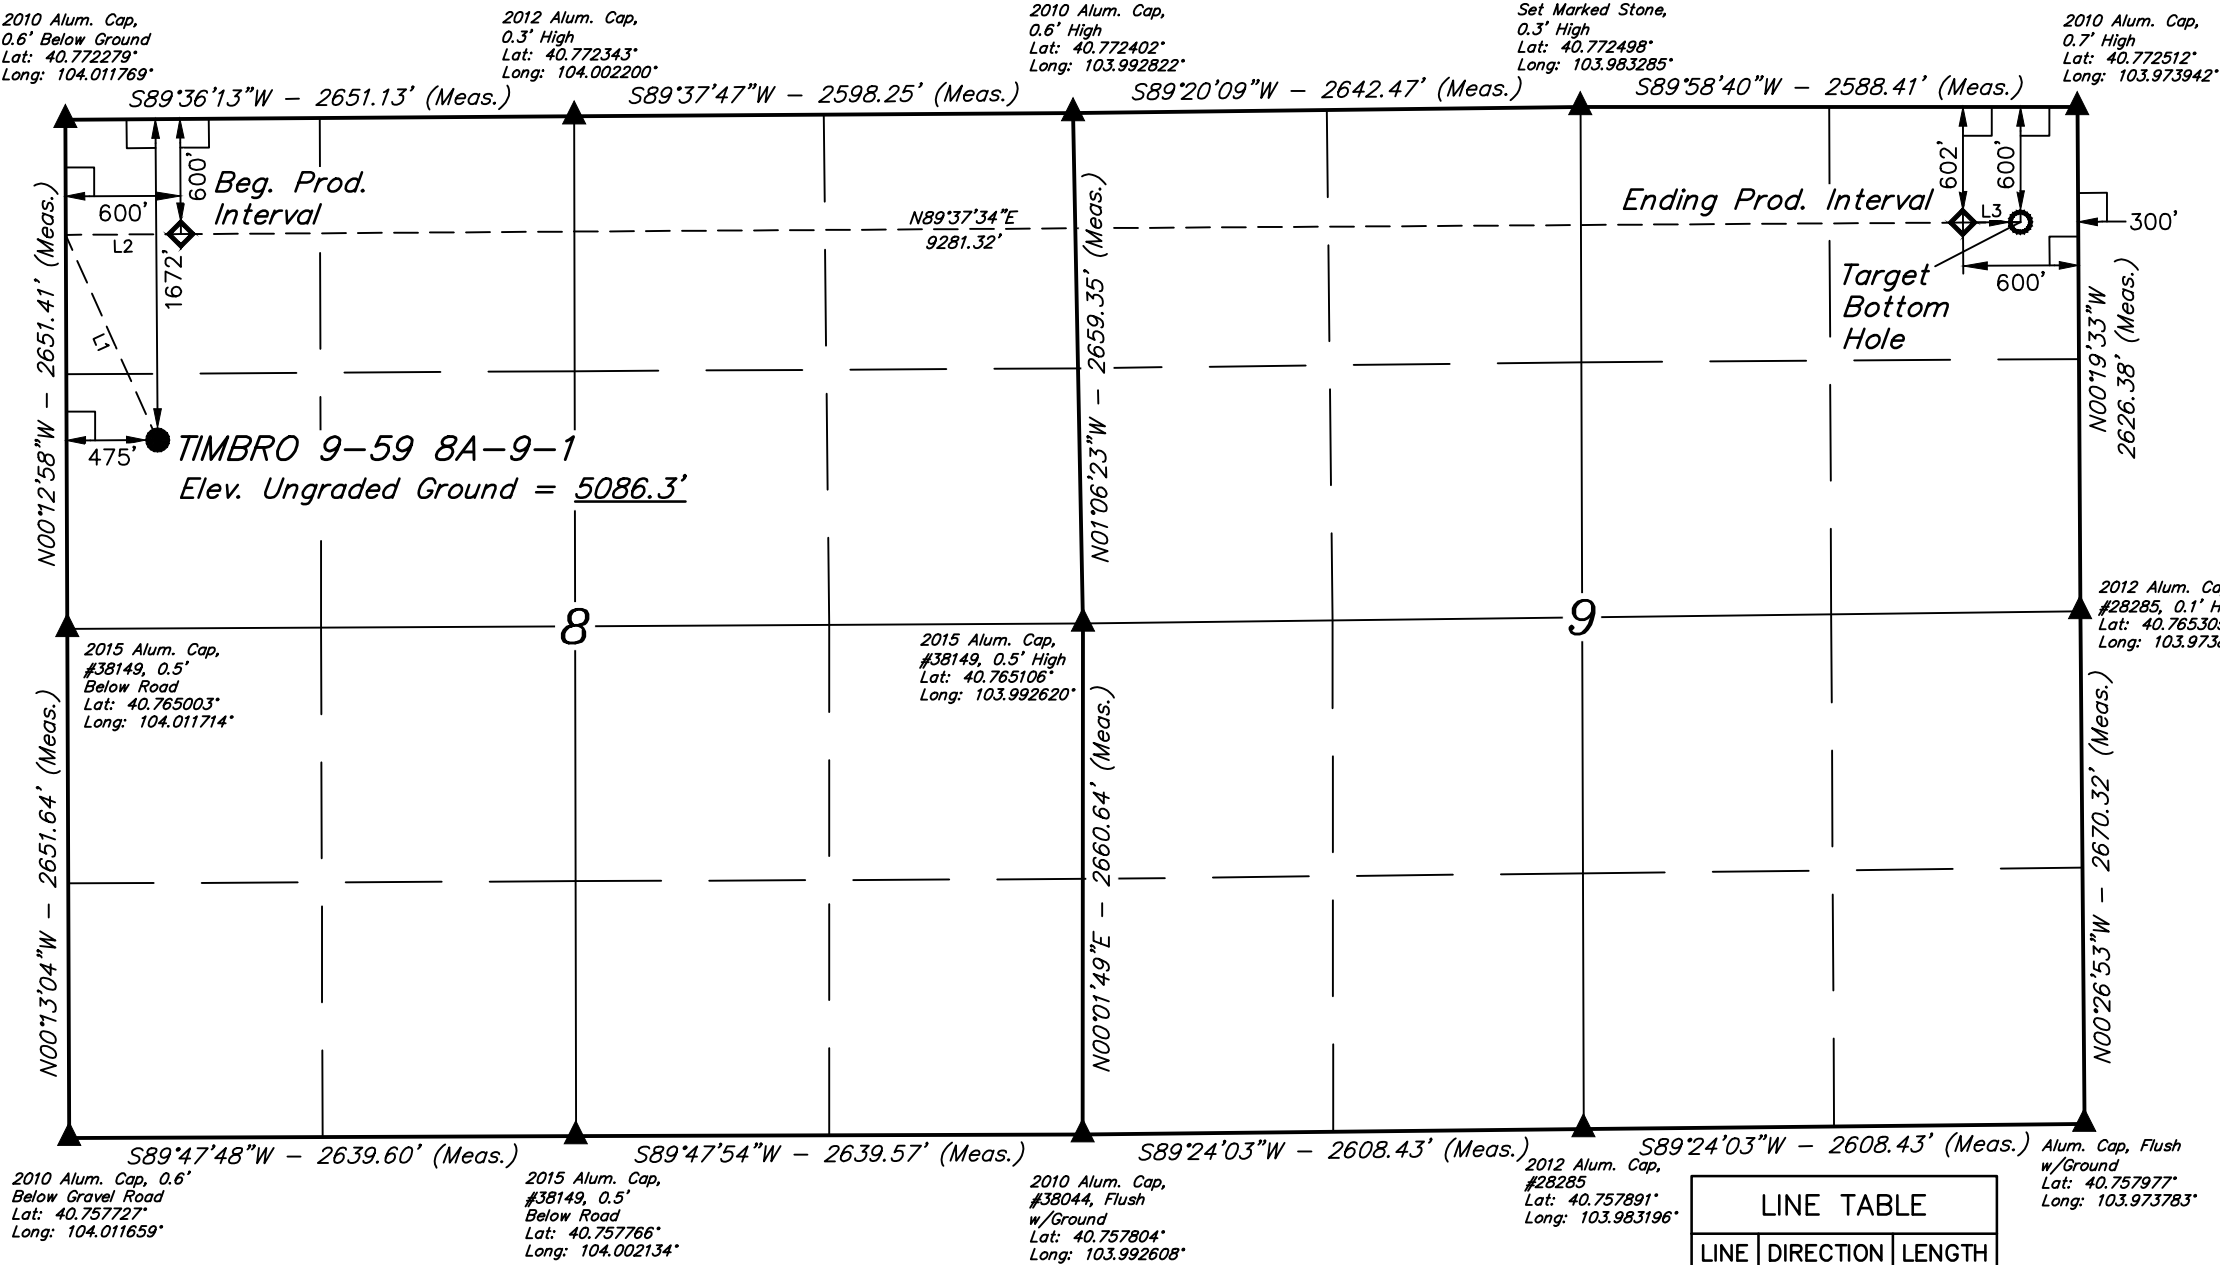 2010 Alum. Cap,
0.6' Below Ground
Lat: 40.772279°
Long: 104.011769°
2012 Alum. Cap,
0.3' High
Lat: 40.772343°
Long: 104.002200°
2010 Alum. Cap,
0.6' High
Lat: 40.772402°
Long: 103.992822°
Set Marked Stone,
0.3' High
Lat: 40.772498°
Long: 103.983285°
2010 Alum. Cap,
0.7' High
Lat: 40.772512°
Long: 103.973942°
S89°36'13"W – 2651.13' (Meas.)
S89°37'47"W – 2598.25' (Meas.)
S89°20'09"W – 2642.47' (Meas.)
S89°58'40"W – 2588.41' (Meas.)
600'
Beg. Prod.
Interval
600'
L2
1672'
L1
N89°37'34"E
9281.32'
Ending Prod. Interval
602'
600'
L3
300'
600'
Target
Bottom
Hole
N00°12'58"W – 2651.41' (Meas.)
N01°06'23"W – 2659.35' (Meas.)
N00°19'33"W
2626.38' (Meas.)
475'
TIMBRO 9-59 8A-9-1
Elev. Ungraded Ground = 5086.3'
8
9
2015 Alum. Cap,
#38149, 0.5'
Below Road
Lat: 40.765003°
Long: 104.011714°
2015 Alum. Cap,
#38149, 0.5' High
Lat: 40.765106°
Long: 103.992620°
2012 Alum.
#28285, 0.1'
Lat:
Long:
N00°13'04"W – 2651.64' (Meas.)
N00°01'49"E – 2660.64' (Meas.)
N00°26'53"W – 2670.32' (Meas.)
S89°47'48"W – 2639.60' (Meas.)
S89°47'54"W – 2639.57' (Meas.)
S89°24'03"W – 2608.43' (Meas.)
S89°24'03"W – 2608.43' (Meas.)
2010 Alum. Cap, 0.6'
Below Gravel Road
Lat: 40.757727°
Long: 104.011659°
2015 Alum. Cap,
#38149, 0.5'
Below Road
Lat: 40.757766°
Long: 104.002134°
2010 Alum. Cap,
#38044, Flush
w/Ground
Lat: 40.757804°
Long: 103.992608°
2012 Alum. Cap,
#28285
Lat: 40.757891°
Long: 103.983196°
Alum. Cap, Flush
w/Ground
Lat: 40.757977°
Long: 103.973783°
LINE TABLE
LINE DIRECTION LENGTH